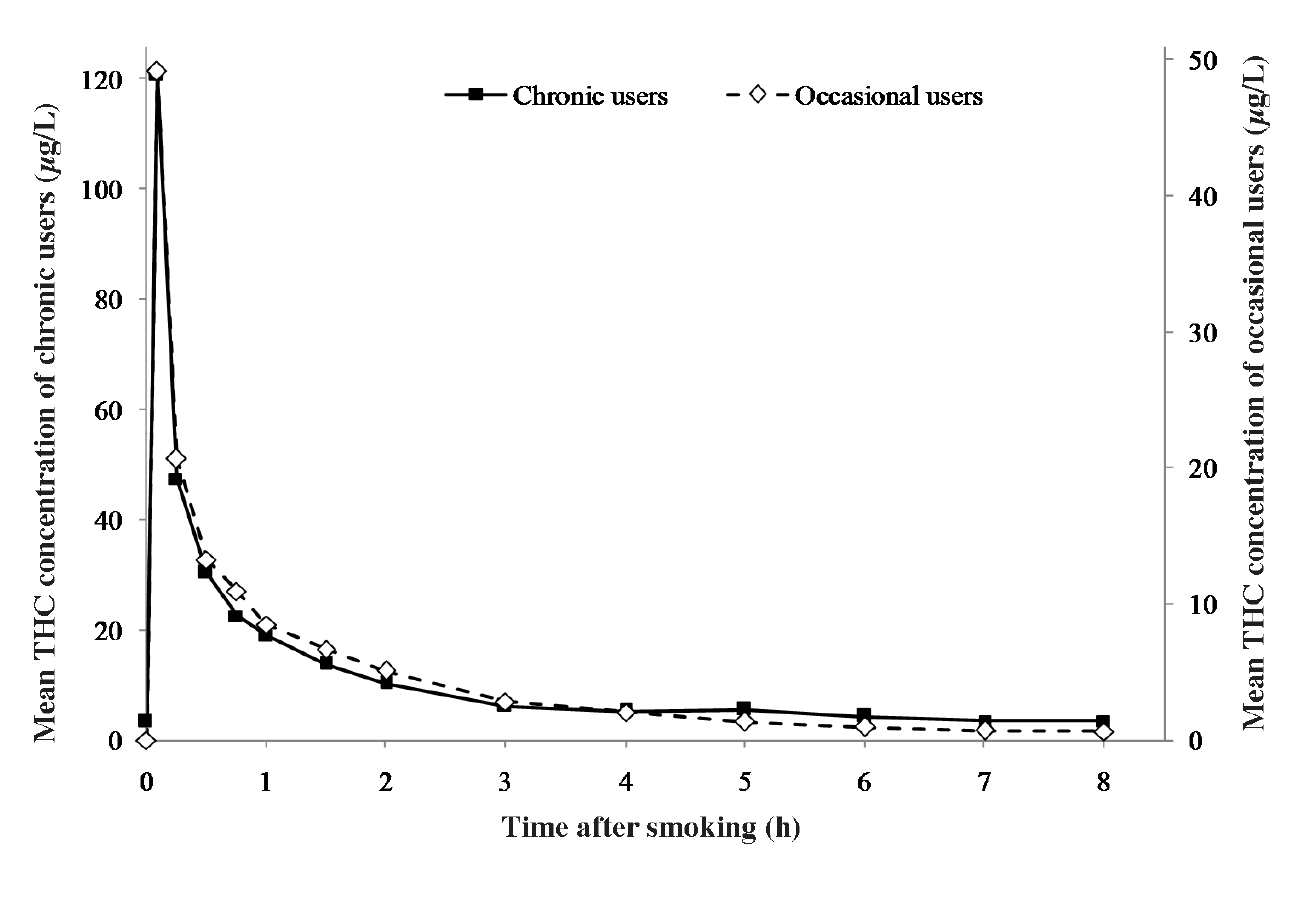 Chronic users
Occasional users
Mean THC concentration of chronic users (µg/L)
120
100
80
60
40
20
0
Mean THC concentration of occasional users (µg/L)
50
40
30
20
10
0
0 1 2 3 4 5 6 7 8
Time after smoking (h)